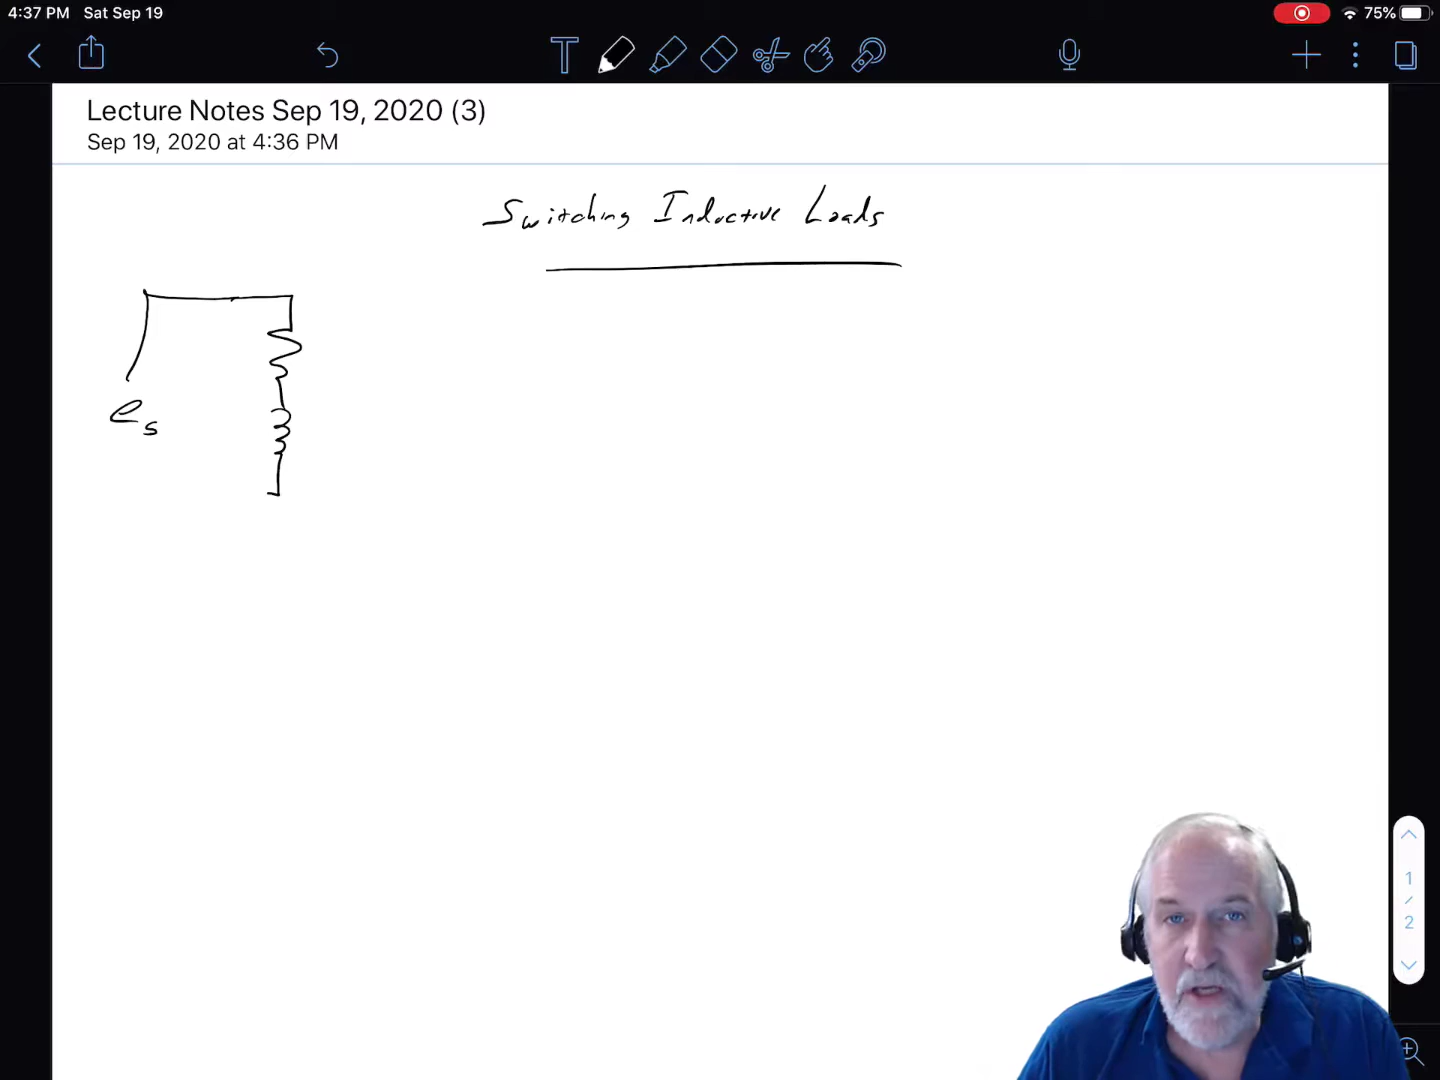 4:37 PM Sat Sep 19
75%
T
Lecture Notes Sep 19, 2020 (3)
Sep 19, 2020 at 4:36 PM
Switching Inductive Loads
es
1
/
2